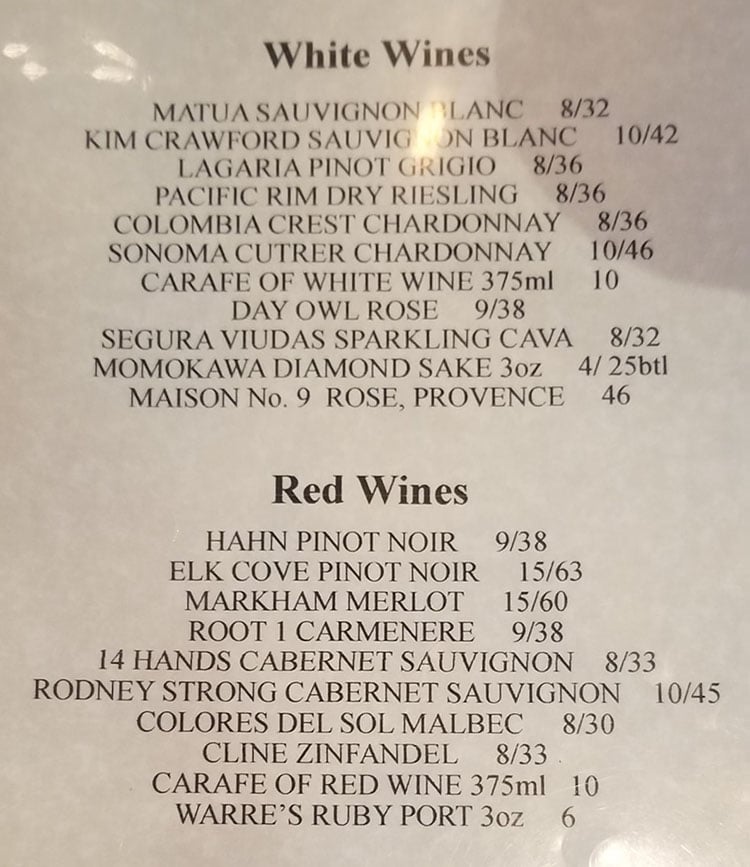 White Wines
MATUA SAUVIGNON BLANC 8/32
KIM CRAWFORD SAUVIGNON BLANC 10/42
LAGARIA PINOT GRIGIO 8/36
PACIFIC RIM DRY RIESLING 8/36
COLOMBIA CREST CHARDONNAY 8/36
SONOMA CUTRER CHARDONNAY 10/46
CARAFE OF WHITE WINE 375ml 10
DAY OWL ROSE 9/38
SEGURA VIUDAS SPARKLING CAVA 8/32
MOMOKAWA DIAMOND SAKE 3oz 4/ 25btl
MAISON No. 9 ROSE, PROVENCE 46
Red Wines
HAHN PINOT NOIR 9/38
ELK COVE PINOT NOIR 15/63
MARKHAM MERLOT 15/60
ROOT 1 CARMENERE 9/38
14 HANDS CABERNET SAUVIGNON 8/33
RODNEY STRONG CABERNET SAUVIGNON 10/45
COLORES DEL SOL MALBEC 8/30
CLINE ZINFANDEL 8/33
CARAFE OF RED WINE 375ml 10
WARRE'S RUBY PORT 3oz 6